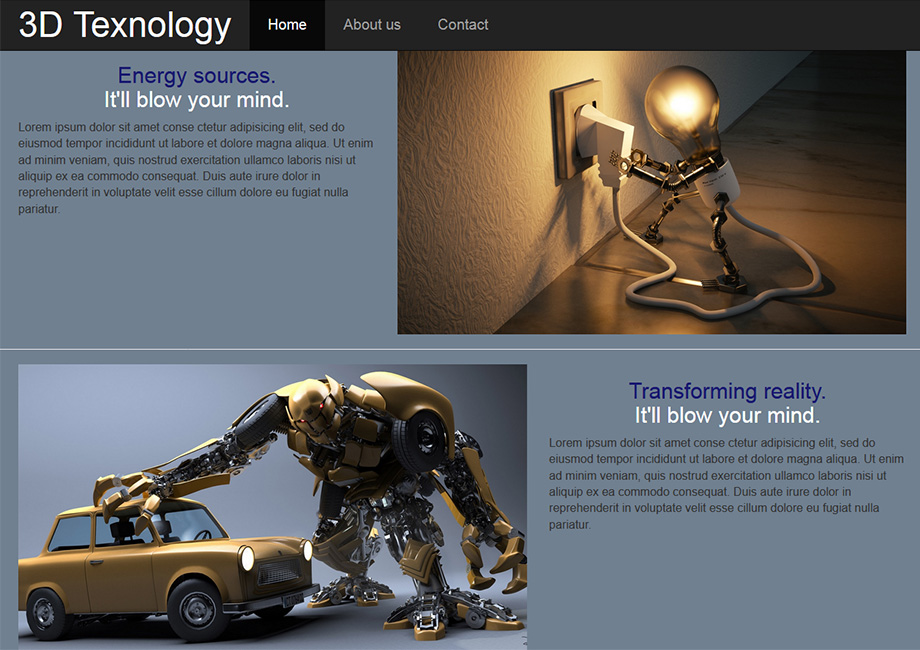 3D Texnology
Home
About us
Contact
Energy sources.
It'll blow your mind.
Lorem ipsum dolor sit amet conse ctetur adipisicing elit, sed do
eiusmod tempor incididunt ut labore et dolore magna aliqua. Ut enim
ad minim veniam, quis nostrud exercitation ullamco laboris nisi ut
aliquip ex ea commodo consequat. Duis aute irure dolor in
reprehenderit in voluptate velit esse cillum dolore eu fugiat nulla
pariatur.
Transforming reality.
It'll blow your mind.
Lorem ipsum dolor sit amet conse ctetur adipisicing elit, sed do
eiusmod tempor incididunt ut labore et dolore magna aliqua. Ut enim
ad minim veniam, quis nostrud exercitation ullamco laboris nisi ut
aliquip ex ea commodo consequat. Duis aute irure dolor in
reprehenderit in voluptate velit esse cillum dolore eu fugiat nulla
pariatur.